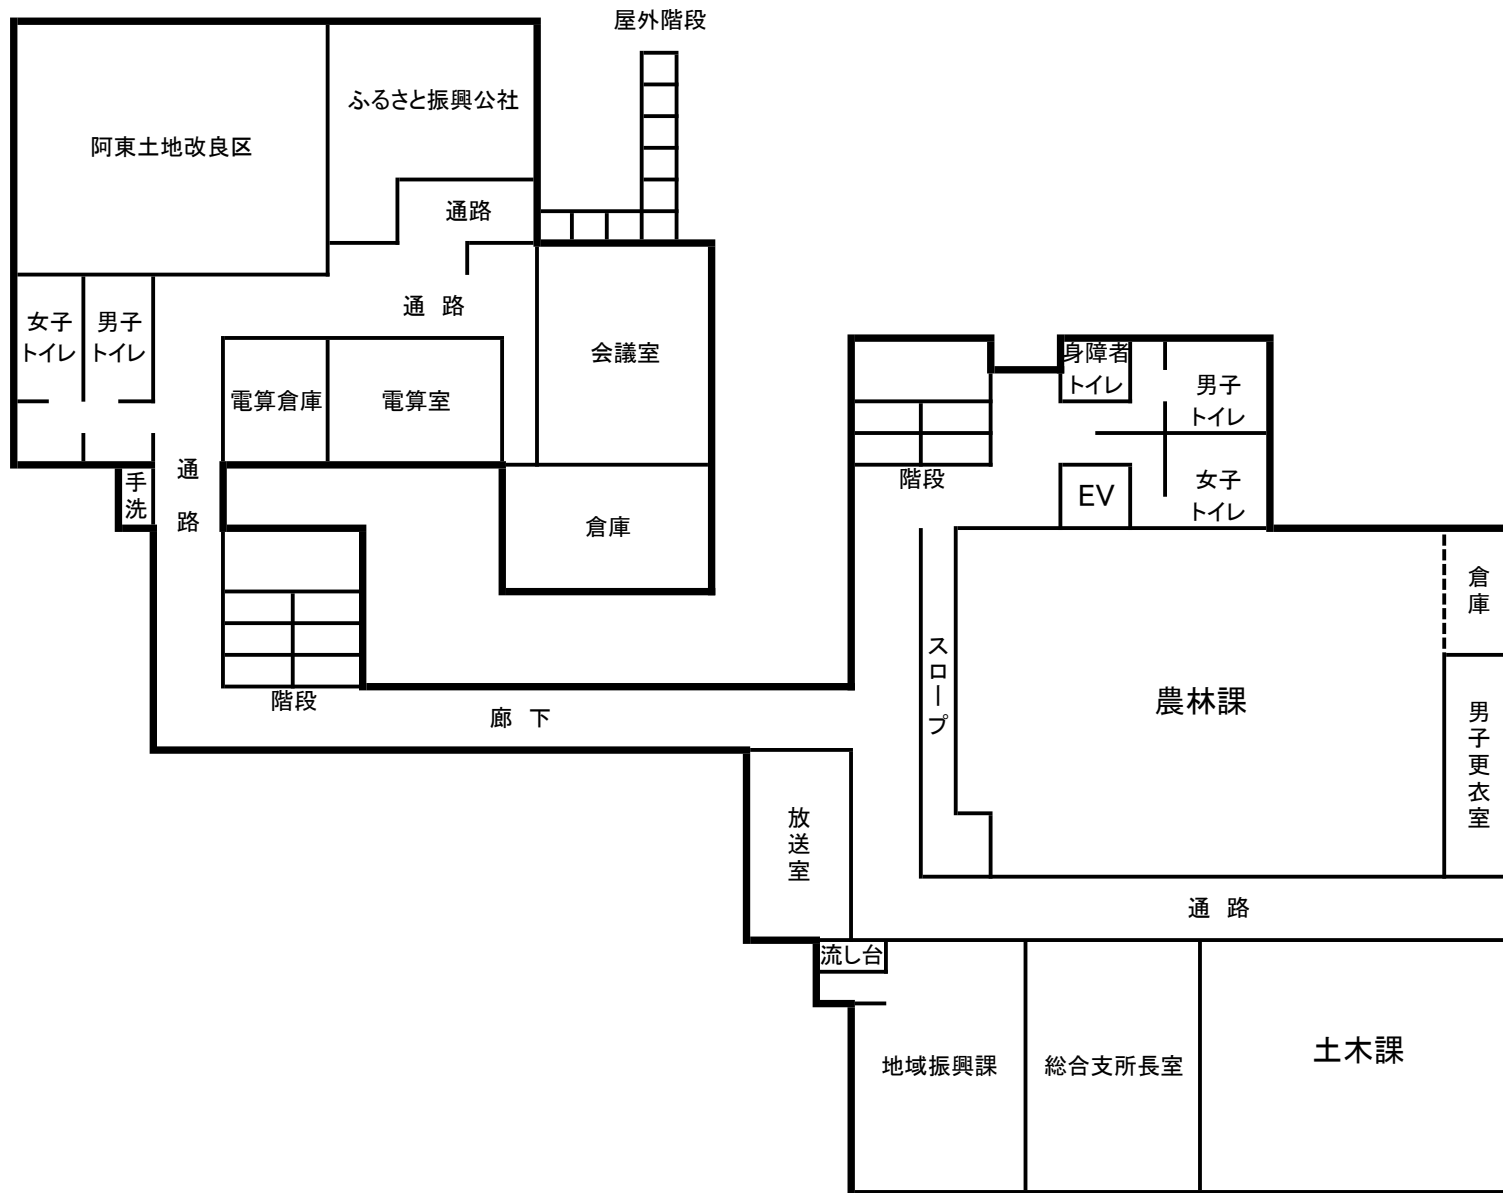 屋外階段
ふるさと振興公社
阿東土地改良区
通路
通 路
女子
トイレ
男子
トイレ
会議室
電算倉庫
電算室
身障者
トイレ
男子
トイレ
手洗
通路
階段
EV
女子
トイレ
倉庫
倉庫
スロープ
階段
廊 下
農林課
男子更衣室
放送室
通 路
流し台
地域振興課
総合支所長室
土木課